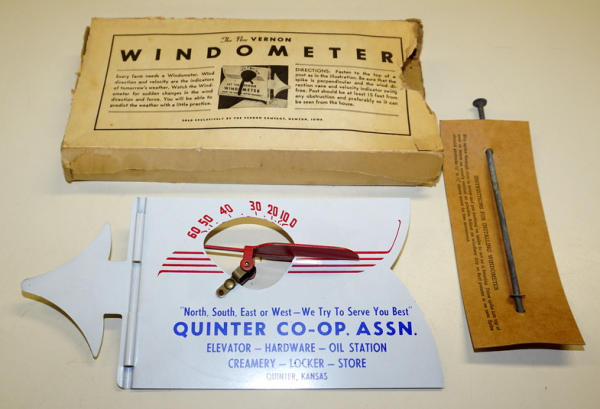 The New VERNON
WINDOMETER
Every farm needs a Windometer. Wind
direction and velocity are the indicators
of tomorrow's weather. Watch the Wind-
ometer for sudden changes in the wind
direction and force. You will be able to
predict the weather with a little practice.
WINDOMETER
DIRECTIONS: Fasten to the top of a
post as in the illustration. Be sure that the
spike is perpendicular and the wind di-
rection vane and velocity indicator swing
free. Post should be at least 15 feet from
any obstruction and preferably so it can
be seen from the house.
SOLD EXCLUSIVELY BY THE VERNON COMPANY, NEWTON, IOWA
60 50 40 30 20 10 0
"North, South, East or West—We Try To Serve You Best"
QUINTER CO-OP. ASSN.
ELEVATOR — HARDWARE — OIL STATION
CREAMERY — LOCKER — STORE
QUINTER, KANSAS
INSTRUCTIONS FOR INSTALLING WINDOMETER